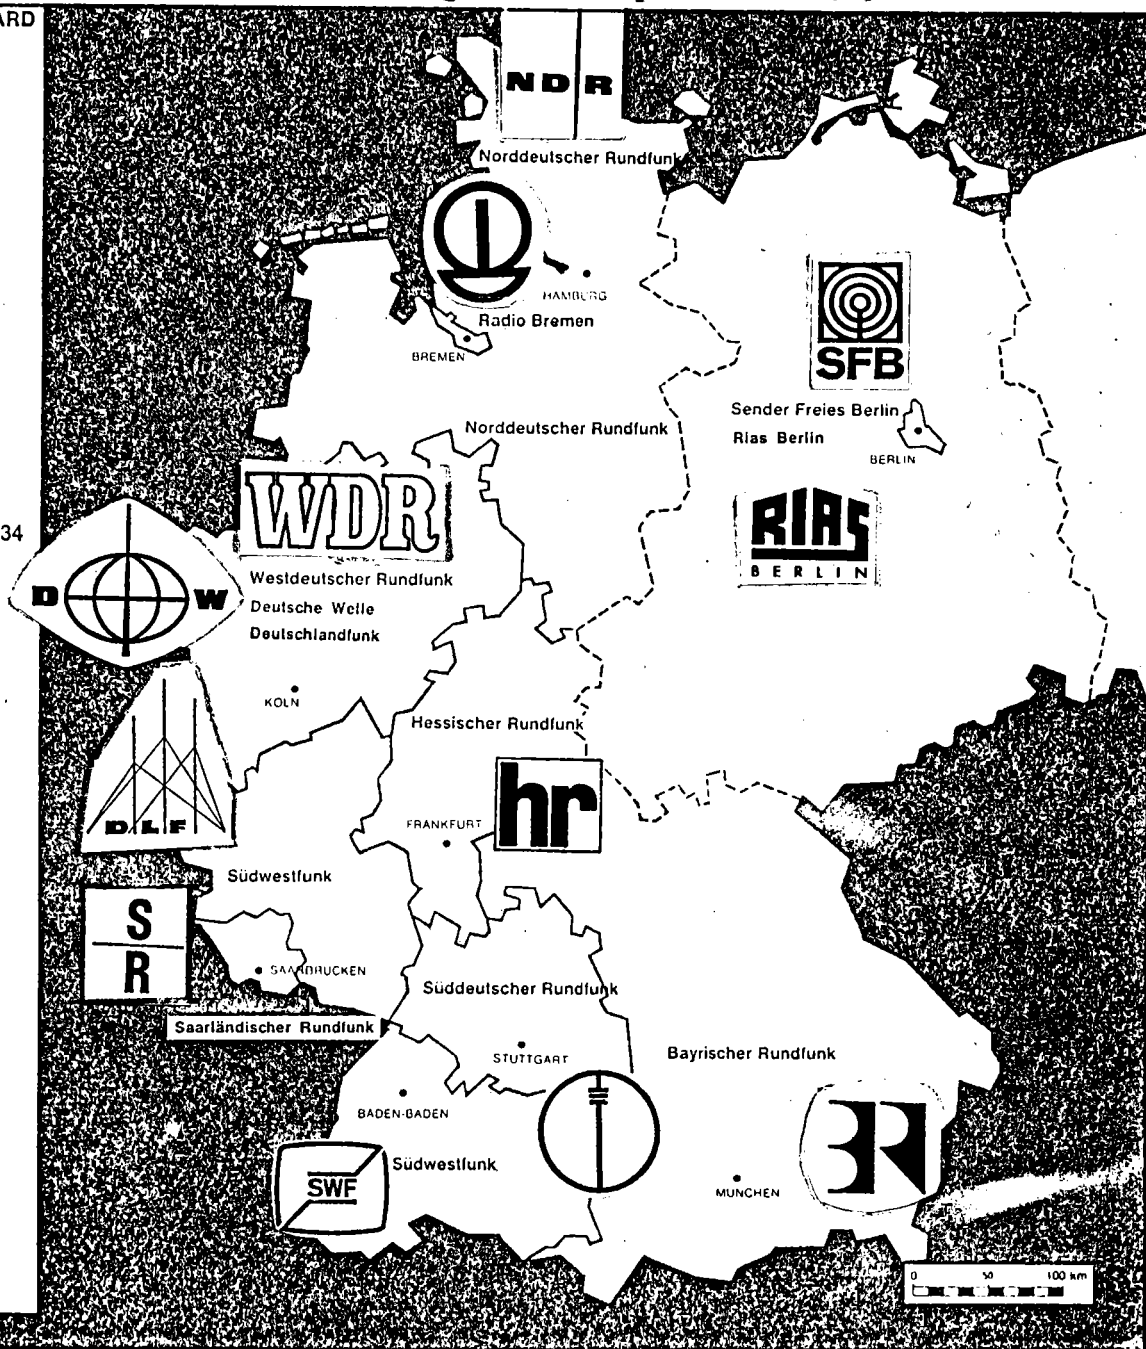 ARD
NDR
Norddeutscher Rundfunk
HAMBURG
Radio Bremen
BREMEN
SFB
Sender Freies Berlin
Rias Berlin
BERLIN
Norddeutscher Rundfunk
WDR
RIAS
BERLIN
34
D W
Westdeutscher Rundfunk
Deutsche Welle
Deutschlandfunk
KÖLN
Hessischer Rundfunk
hr
DLF
FRANKFURT
Südwestfunk
S
R
SAARBRÜCKEN
Süddeutscher Rundfunk
Saarländischer Rundfunk
STUTTGART
Bayrischer Rundfunk
BADEN-BADEN
BR
Südwestfunk
SWF
MÜNCHEN
0 50 100 km